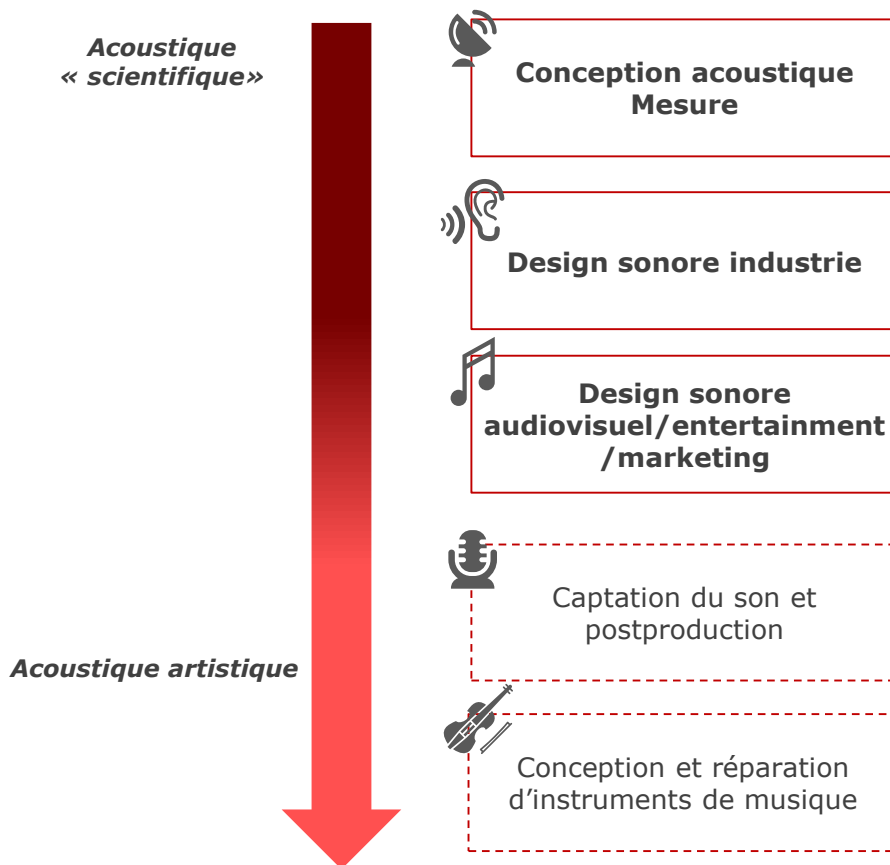 Acoustique
« scientifique»
Conception acoustique
Mesure
Design sonore industrie
Design sonore
audiovisuel/entertainment
/marketing
Captation du son et
postproduction
Acoustique artistique
Conception et réparation
d’instruments de musique